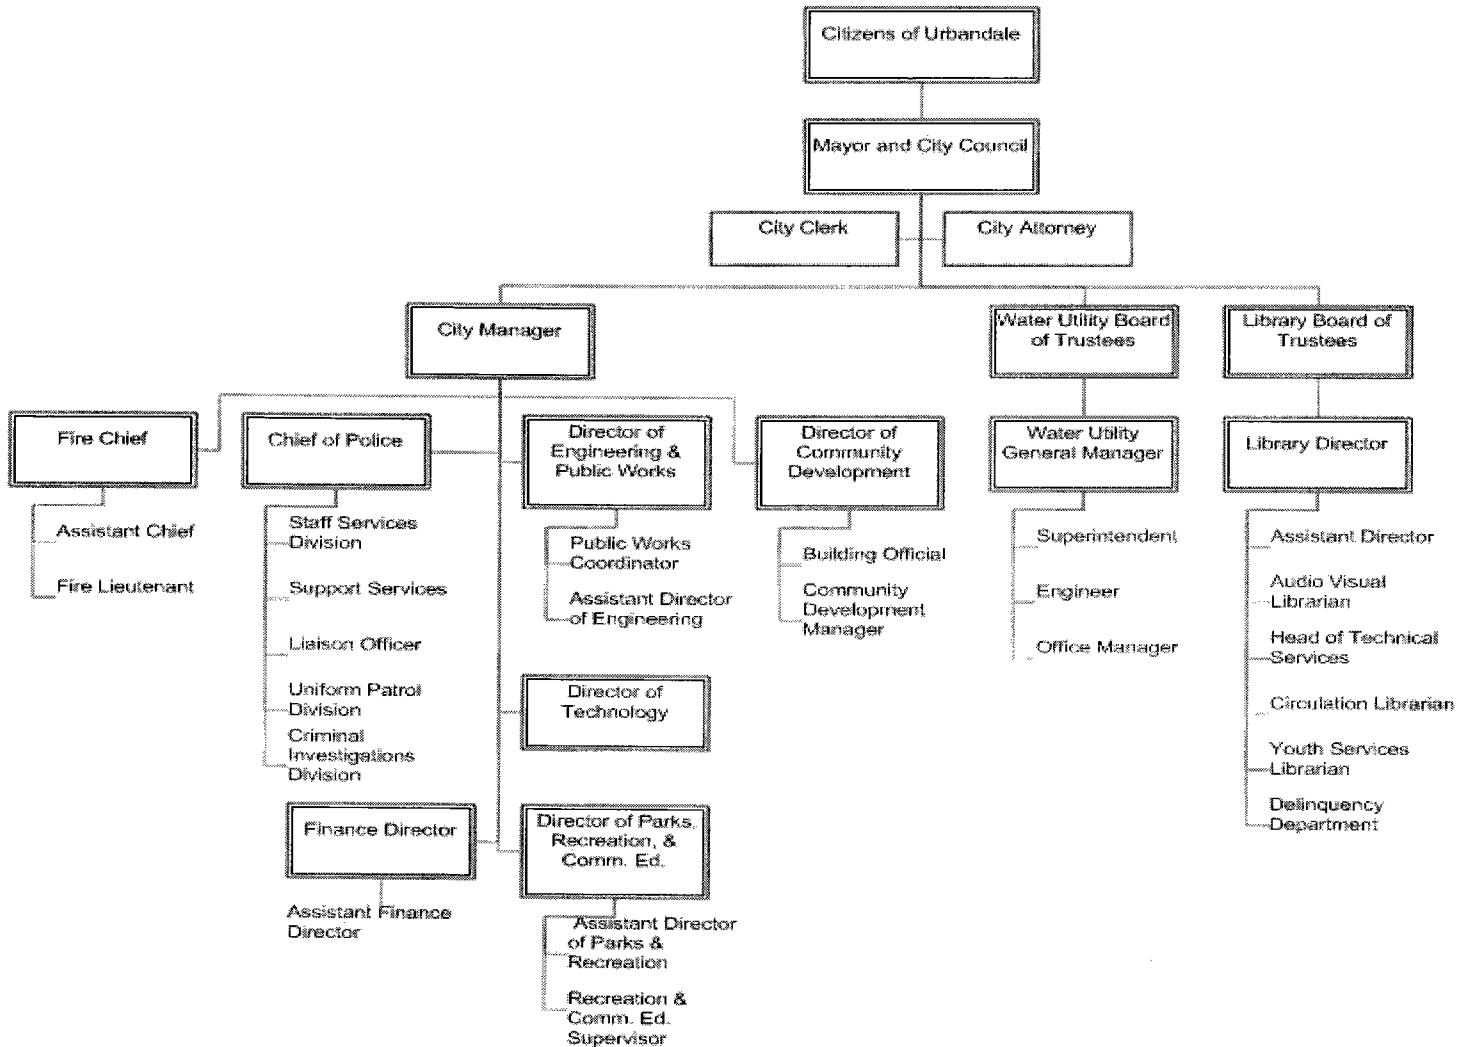 Citizens of Urbandale
Mayor and City Council
City Clerk
City Attorney
City Manager
Water Utility Board
of Trustees
Library Board of
Trustees
Fire Chief
Chief of Police
Director of
Engineering &
Public Works
Director of
Community
Development
Water Utility
General Manager
Library Director
Assistant Chief
Fire Lieutenant
Staff Services
Division
Support Services
Liaison Officer
Uniform Patrol
Division
Criminal
Investigations
Division
Public Works
Coordinator
Assistant Director
of Engineering
Building Official
Community
Development
Manager
Superintendent
Engineer
Office Manager
Assistant Director
Audio Visual
Librarian
Head of Technical
Services
Circulation Librarian
Youth Services
Librarian
Delinquency
Department
Director of
Technology
Finance Director
Assistant Finance
Director
Director of Parks,
Recreation, &
Comm. Ed.
Assistant Director
of Parks &
Recreation
Recreation &
Comm. Ed.
Supervisor